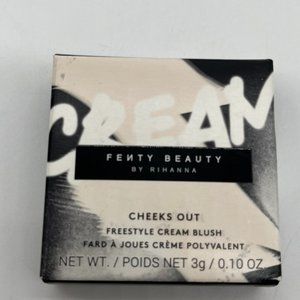 CREAM
FEИTY BEAUTY
BY RIHANNA
CHEEKS OUT
FREESTYLE CREAM BLUSH
FARD À JOUES CRÈME POLYVALENT
NET WT. / POIDS NET 3g / 0.10 OZ